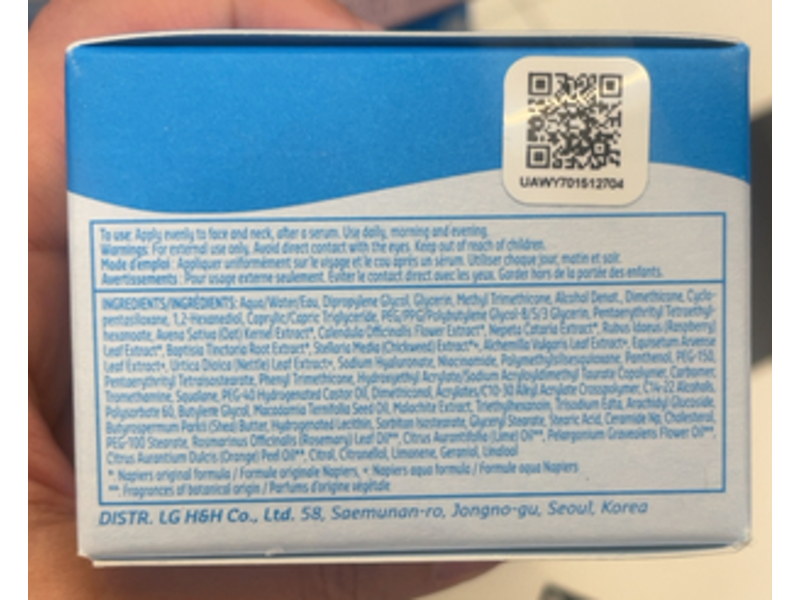 UAWY701512704
To use: Apply evenly to face and neck, after a serum. Use daily, morning and evening.
Warnings: For external use only. Avoid direct contact with the eyes. Keep out of reach of children.
Mode d'emploi : Appliquer uniformément sur le visage et le cou après un sérum. Utiliser chaque jour, matin et soir.
Avertissements : Pour usage externe seulement. Éviter le contact direct avec les yeux. Garder hors de la portée des enfants.
INGREDIENTS/INGRÉDIENTS: Aqua/Water/Eau, Dipropylene Glycol, Glycerin, Methyl Trimethicone, Alcohol Denat., Dimethicone, Cyclo-
pentasiloxane, 1,2-Hexanediol, Caprylic/Capric Triglyceride, PEG/PPG/Polybutylene Glycol-8/5/3 Glycerin, Pentaerythrityl Tetraethyl-
hexanoate, Avena Sativa (Oat) Kernel Extract*, Calendula Officinalis Flower Extract*, Nepeta Cataria Extract*, Rubus Idaeus (Raspberry)
Leaf Extract*, Baptisia Tinctoria Root Extract*, Stellaria Media (Chickweed) Extract*+, Alchemilla Vulgaris Leaf Extract+, Equisetum Arvense
Leaf Extract+, Urtica Dioica (Nettle) Leaf Extract+, Sodium Hyaluronate, Niacinamide, Polymethylsilsesquioxane, Panthenol, PEG-150,
Pentaerythrityl Tetraisostearate, Phenyl Trimethicone, Hydroxyethyl Acrylate/Sodium Acryloyldimethyl Taurate Copolymer, Carbomer,
Tromethamine, Squalane, PEG-40 Hydrogenated Castor Oil, Dimethiconol, Acrylates/C10-30 Alkyl Acrylate Crosspolymer, C14-22 Alcohols,
Polysorbate 60, Butylene Glycol, Macadamia Ternifolia Seed Oil, Malachite Extract, Triethylhexanoin, Trisodium Edta, Arachidyl Glucoside,
Butyrospermum Parkii (Shea) Butter, Hydrogenated Lecithin, Sorbitan Isostearate, Glyceryl Stearate, Stearic Acid, Ceramide Np, Cholesterol,
PEG-100 Stearate, Rosmarinus Officinalis (Rosemary) Leaf Oil**, Citrus Aurantifolia (Lime) Oil**, Pelargonium Graveolens Flower Oil**,
Citrus Aurantium Dulcis (Orange) Peel Oil**, Citral, Citronellol, Limonene, Geraniol, Linalool
*: Napiers original formula / Formule originale Napiers, +: Napiers aqua formula / Formule aqua Napiers
**: Fragrances of botanical origin / Parfums d'origine végétale
DISTR. LG H&H Co., Ltd. 58, Saemunan-ro, Jongno-gu, Seoul, Korea